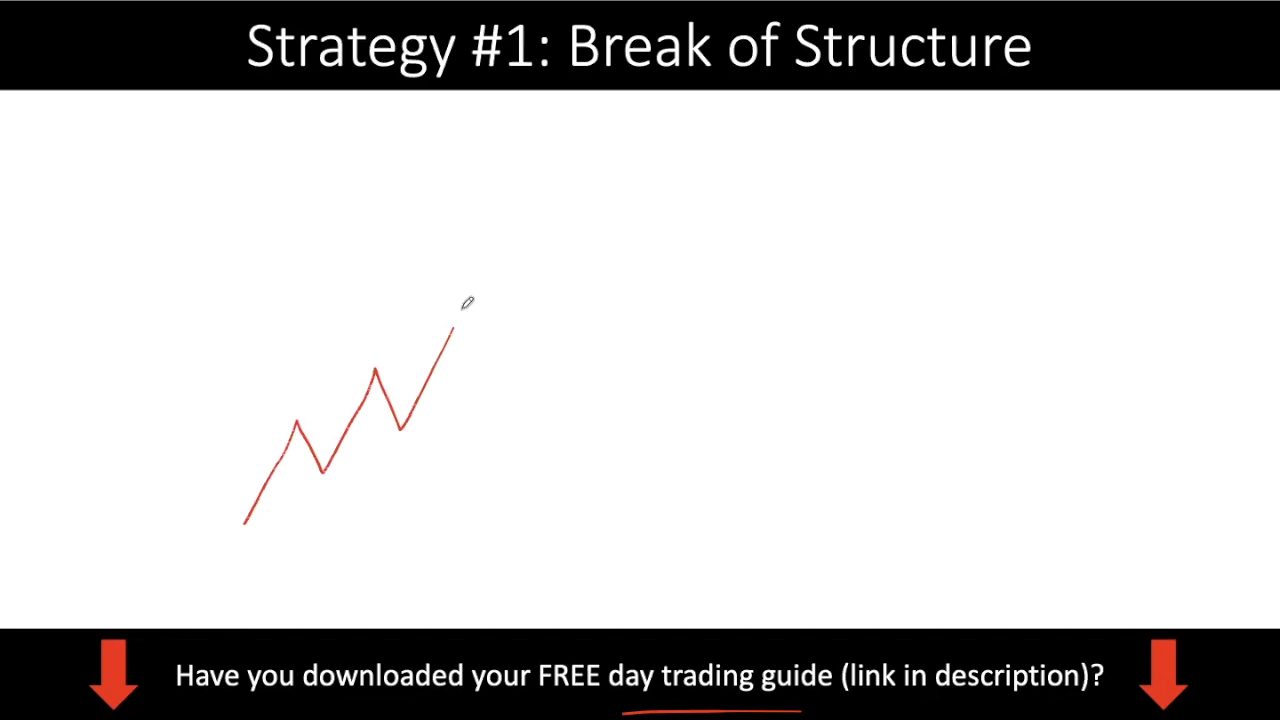 Strategy #1: Break of Structure
Have you downloaded your FREE day trading guide (link in description)?